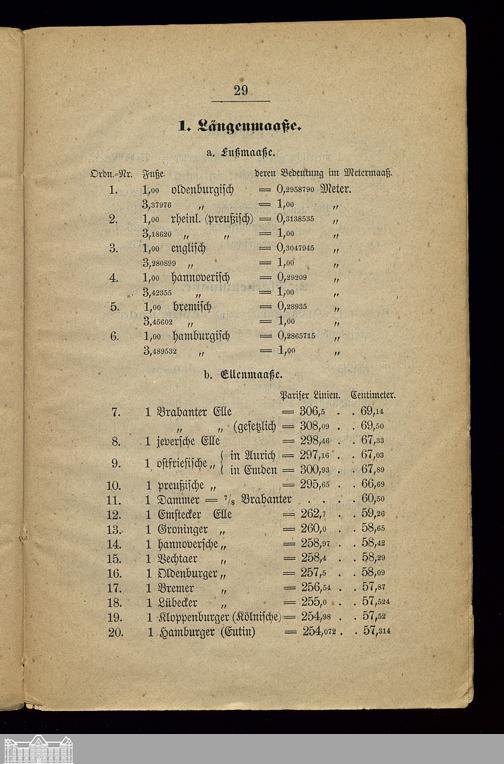 29
1. Längenmaaße.
a. Fußmaaße.
Ordn.-Nr. Fuße. deren Bedeutung im Metermaaß.
1. 1,00 oldenburgisch = 0,2958790 Meter.
3,37976 „ = 1,00 „
2. 1,00 rheinl. (preußisch) = 0,3138535 „
3,18620 „ „ = 1,00 „
3. 1,00 englisch = 0,3047945 „
3,280899 „ = 1,00 „
4. 1,00 hannoverisch = 0,29209 „
3,42355 „ = 1,00 „
5. 1,00 bremisch = 0,28935 „
3,45602 „ = 1,00 „
6. 1,00 hamburgisch = 0,2865715 „
3,489532 „ = 1,00 „
b. Ellenmaaße.
Pariser Linien. Centimeter.
7. 1 Brabanter Elle = 306,5 . . 69,14
„ „ (gesetzlich = 308,09 . . 69,50
8. 1 jeversche Elle = 298,46 . . 67,33
9. 1 ostfriesische „ { in Aurich = 297,16 . . 67,03
{ in Emden = 300,93 . . 67,89
10. 1 preußische „ = 295,65 . . 66,69
11. 1 Dammer = 7/8 Brabanter . . . . 60,50
12. 1 Emstecker Elle = 262,7 . . 59,26
13. 1 Groninger „ = 260,0 . . 58,65
14. 1 hannoversche „ = 258,97 . . 58,42
15. 1 Vechtaer „ = 258,4 . . 58,29
16. 1 Oldenburger „ = 257,5 . . 58,09
17. 1 Bremer „ = 256,54 . . 57,87
18. 1 Lübecker „ = 255,0 . . 57,524
19. 1 Kloppenburger (Kölnische) = 254,98 . . 57,52
20. 1 Hamburger (Eutin) = 254,072 . . 57,314